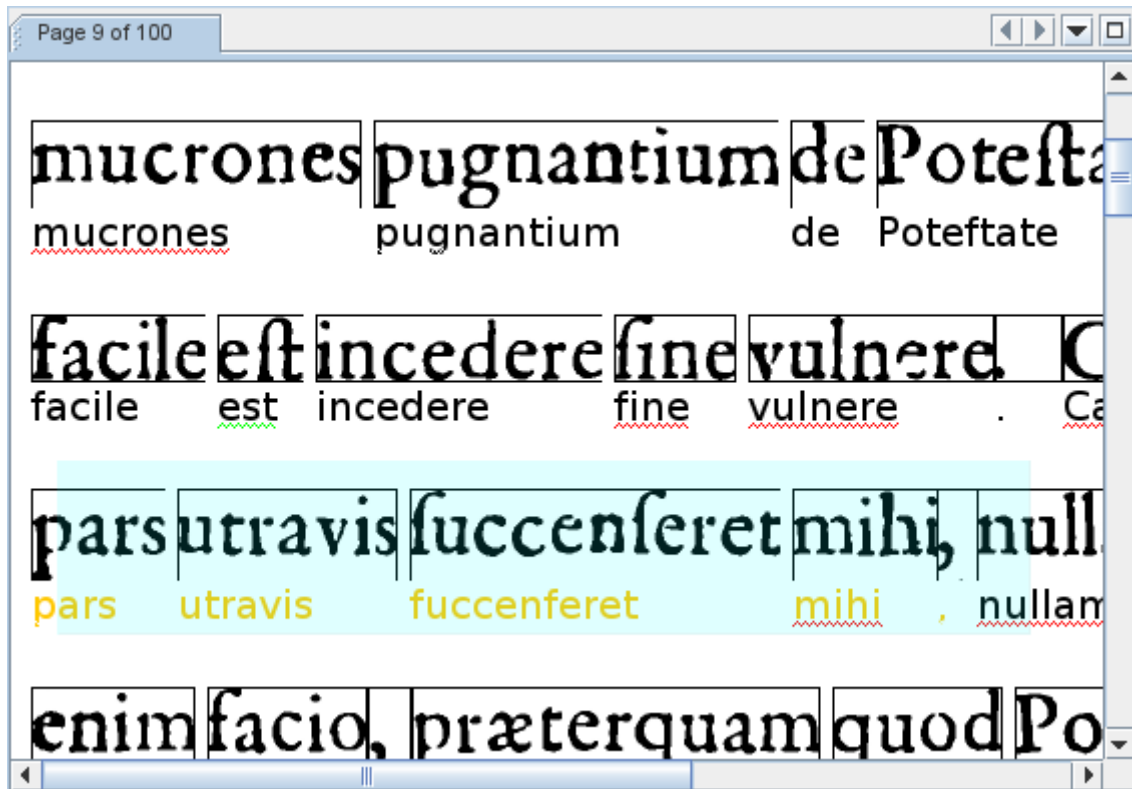 Page 9 of 100
mucrones pugnantium de Poteſta
mucrones pugnantium de Poteftate
facile eſt incedere ſine vulnere. C
facile est incedere fine vulnere . Ca
pars utravis ſuccenſeret mihi, null
pars utravis fuccenferet mihi , nullam
enim facio, præterquam quod Po